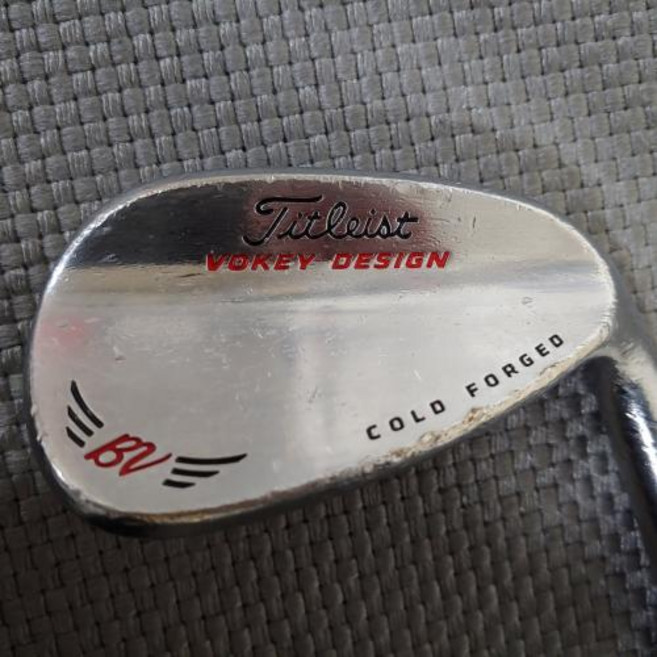 Titleist
VOKEY DESIGN
COLD FORGED
BV